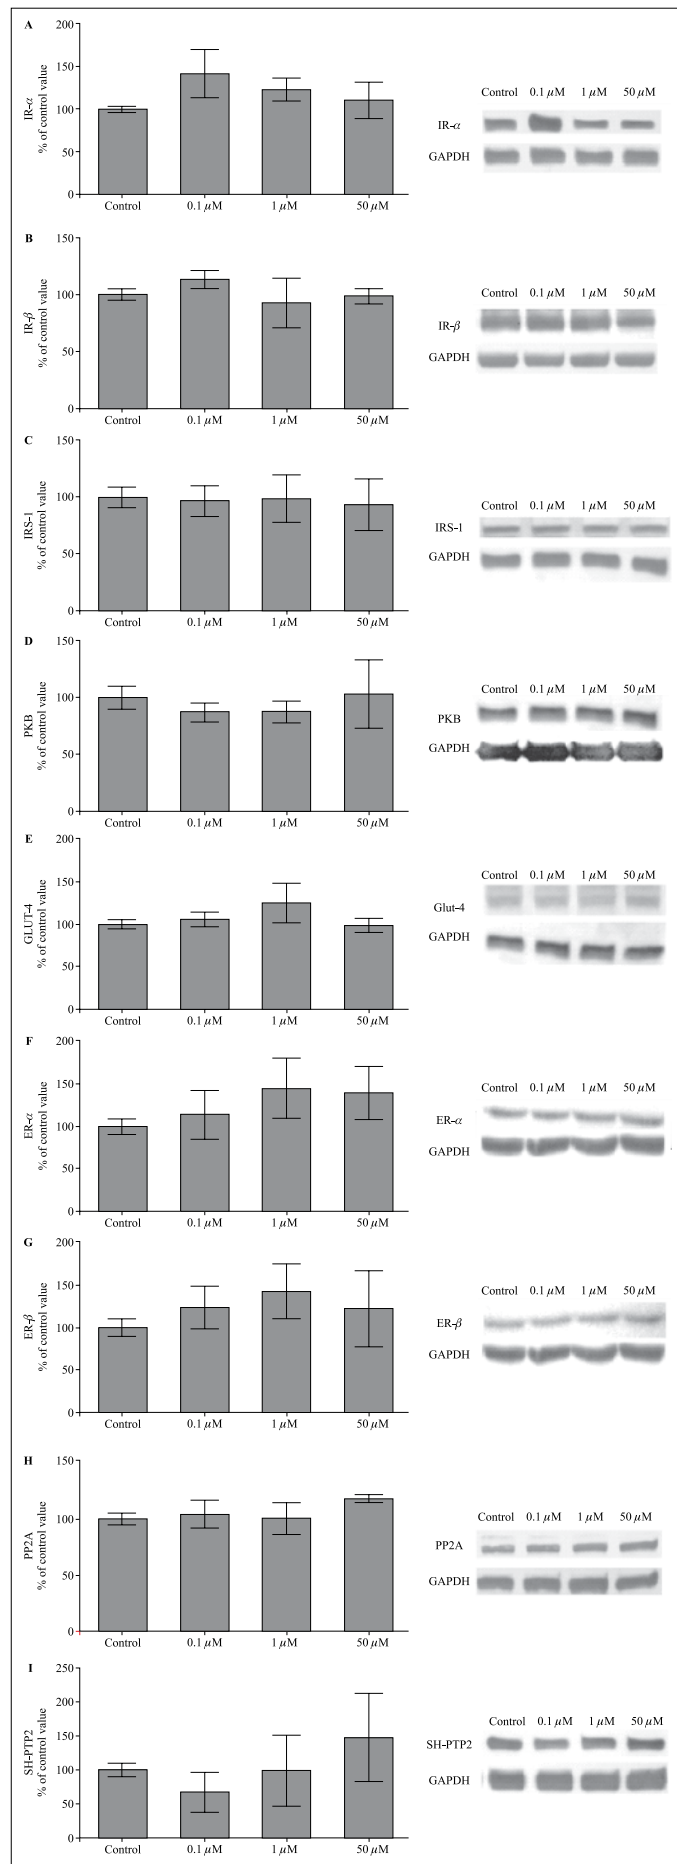 A
200
150
100
50
0
IR-α
% of control value
Control 0.1 µM 1 µM 50 µM
Control 0.1 µM 1 µM 50 µM
IR-α
GAPDH
B
150
100
50
0
IR-β
% of control value
Control 0.1 µM 1 µM 50 µM
Control 0.1 µM 1 µM 50 µM
IR-β
GAPDH
C
150
100
50
0
IRS-1
% of control value
Control 0.1 µM 1 µM 50 µM
Control 0.1 µM 1 µM 50 µM
IRS-1
GAPDH
D
150
100
50
0
PKB
% of control value
Control 0.1 µM 1 µM 50 µM
Control 0.1 µM 1 µM 50 µM
PKB
GAPDH
E
200
150
100
50
0
GLUT-4
% of control value
Control 0.1 µM 1 µM 50 µM
Control 0.1 µM 1 µM 50 µM
Glut-4
GAPDH
F
200
150
100
50
0
ER-α
% of control value
Control 0.1 µM 1 µM 50 µM
Control 0.1 µM 1 µM 50 µM
ER-α
GAPDH
G
200
150
100
50
0
ER-β
% of control value
Control 0.1 µM 1 µM 50 µM
Control 0.1 µM 1 µM 50 µM
ER-β
GAPDH
H
150
100
50
0
PP2A
% of control value
Control 0.1 µM 1 µM 50 µM
Control 0.1 µM 1 µM 50 µM
PP2A
GAPDH
I
250
200
150
100
50
0
SH-PTP2
% of control value
Control 0.1 µM 1 µM 50 µM
Control 0.1 µM 1 µM 50 µM
SH-PTP2
GAPDH